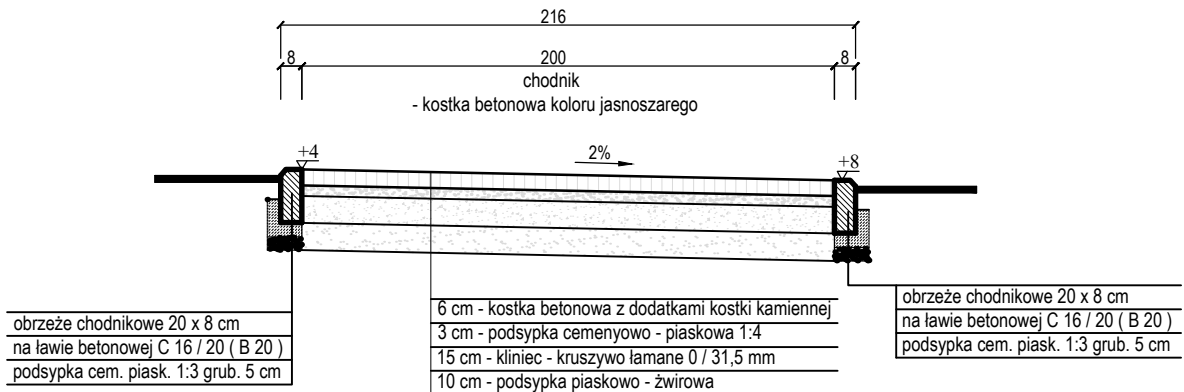 216
8
200
8
chodnik
- kostka betonowa koloru jasnoszarego
+4
2%
+8
obrzeże chodnikowe 20 x 8 cm
na ławie betonowej C 16 / 20 ( B 20 )
podsypka cem. piask. 1:3 grub. 5 cm
6 cm - kostka betonowa z dodatkami kostki kamiennej
3 cm - podsypka cemenyowo - piaskowa 1:4
15 cm - kliniec - kruszywo łamane 0 / 31,5 mm
10 cm - podsypka piaskowo - żwirowa
obrzeże chodnikowe 20 x 8 cm
na ławie betonowej C 16 / 20 ( B 20 )
podsypka cem. piask. 1:3 grub. 5 cm